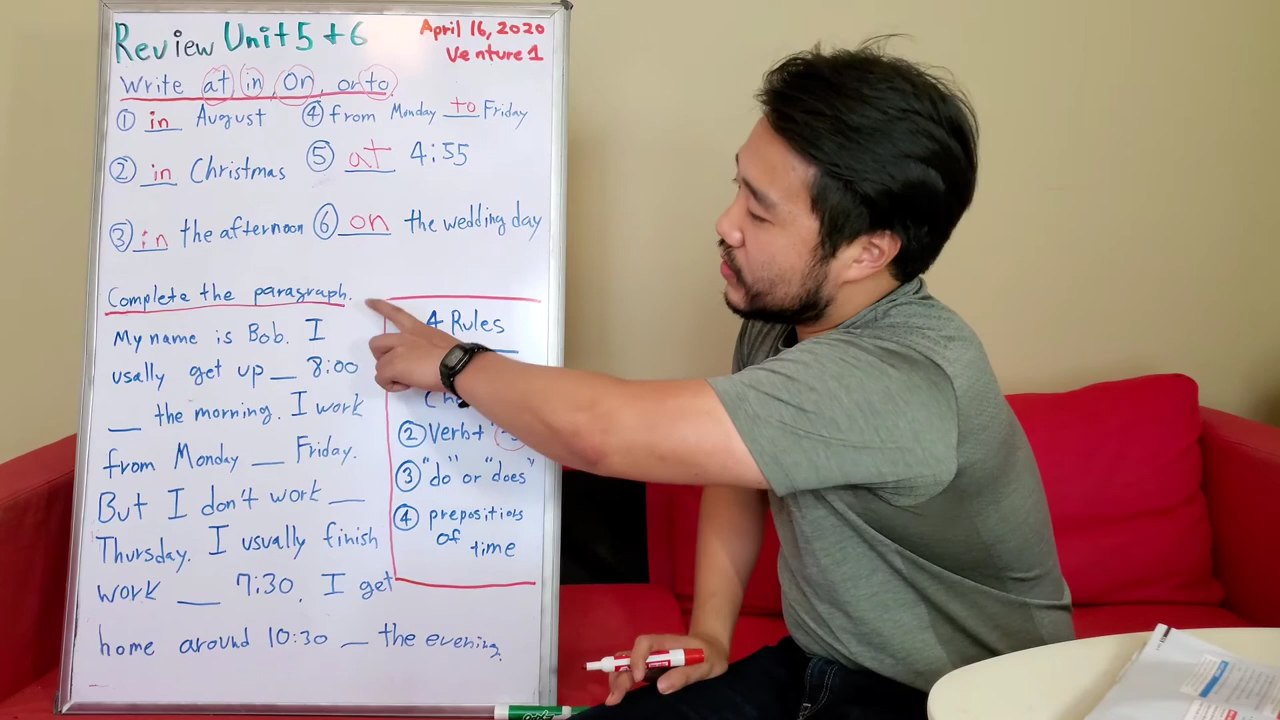 Review Unit 5 + 6
April 16, 2020
Venture 1
Write at in, on, or to
① in August
② in Christmas
③ in the afternoon
④ from Monday to Friday
⑤ at 4:55
⑥ on the wedding day
Complete the paragraph.
My name is Bob. I
usally get up __ 8:00
__ the morning. I work
from Monday __ Friday.
But I don't work __
Thursday. I usually finish
work __ 7:30. I get
home around 10:30 __ the evening.
4 Rules
② Verb +
③ "do" or "does"
④ prepositions
of time